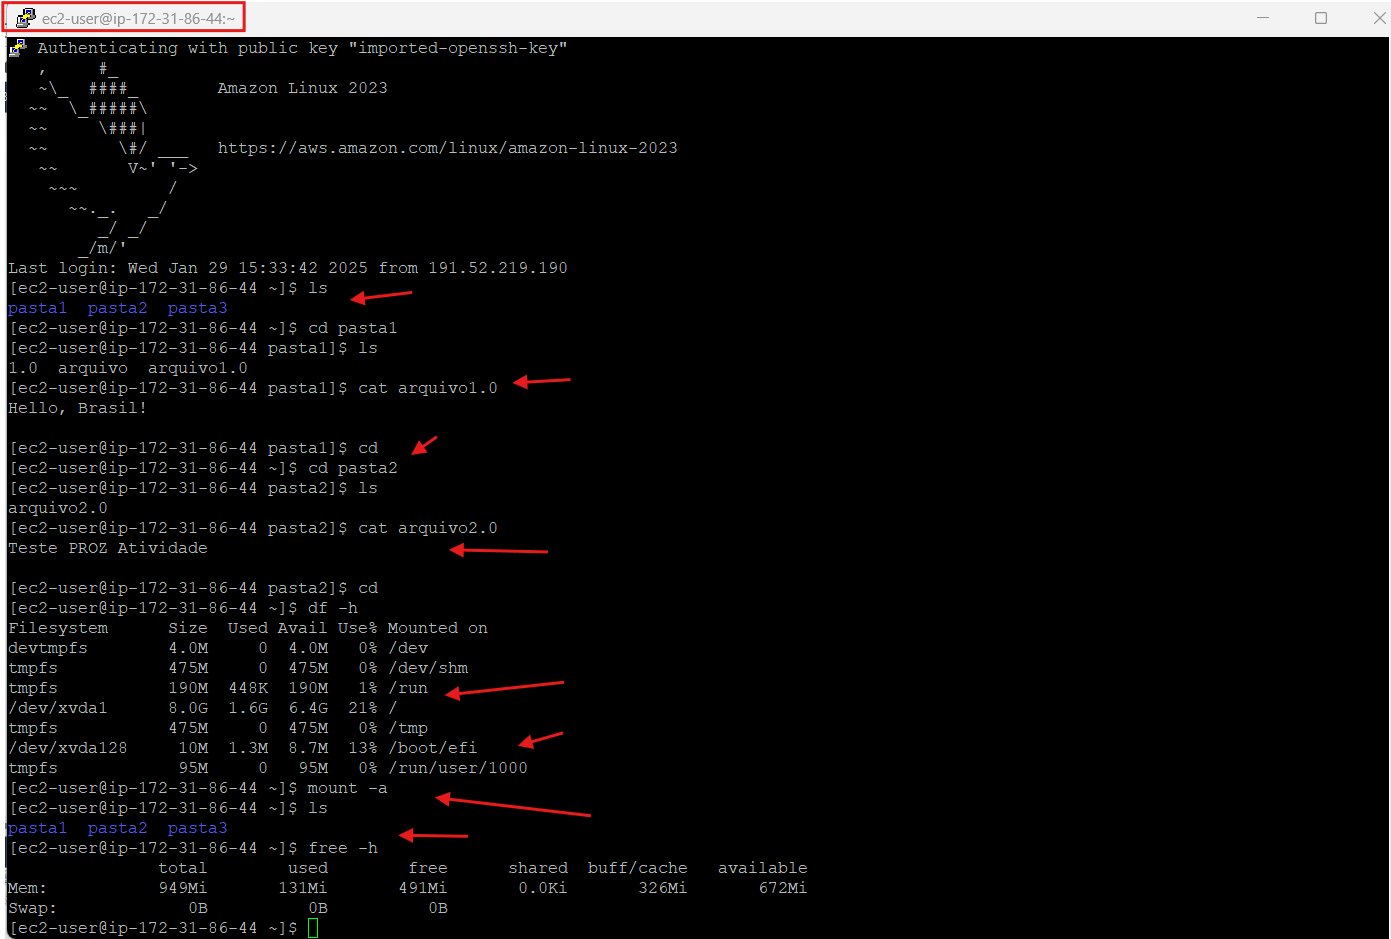 ec2-user@ip-172-31-86-44:~
Authenticating with public key "imported-openssh-key"
   ,     #_
   ~\_  ####_        Amazon Linux 2023
  ~~  \_#####\
  ~~     \###|
  ~~       \#/ ___   https://aws.amazon.com/linux/amazon-linux-2023
   ~~       V~' '->
    ~~~         /
      ~~._.   _/
         _/ _/
       _/m/'
Last login: Wed Jan 29 15:33:42 2025 from 191.52.219.190
[ec2-user@ip-172-31-86-44 ~]$ ls
pasta1  pasta2  pasta3
[ec2-user@ip-172-31-86-44 ~]$ cd pasta1
[ec2-user@ip-172-31-86-44 pasta1]$ ls
1.0  arquivo  arquivo1.0
[ec2-user@ip-172-31-86-44 pasta1]$ cat arquivo1.0
Hello, Brasil!
[ec2-user@ip-172-31-86-44 pasta1]$ cd
[ec2-user@ip-172-31-86-44 ~]$ cd pasta2
[ec2-user@ip-172-31-86-44 pasta2]$ ls
arquivo2.0
[ec2-user@ip-172-31-86-44 pasta2]$ cat arquivo2.0
Teste PROZ Atividade
[ec2-user@ip-172-31-86-44 pasta2]$ cd
[ec2-user@ip-172-31-86-44 ~]$ df -h
Filesystem      Size  Used Avail Use% Mounted on
devtmpfs        4.0M     0  4.0M   0% /dev
tmpfs           475M     0  475M   0% /dev/shm
tmpfs           190M  448K  190M   1% /run
/dev/xvda1      8.0G  1.6G  6.4G  21% /
tmpfs           475M     0  475M   0% /tmp
/dev/xvda128     10M  1.3M  8.7M  13% /boot/efi
tmpfs            95M     0   95M   0% /run/user/1000
[ec2-user@ip-172-31-86-44 ~]$ mount -a
[ec2-user@ip-172-31-86-44 ~]$ ls
pasta1  pasta2  pasta3
[ec2-user@ip-172-31-86-44 ~]$ free -h
               total        used        free      shared  buff/cache   available
Mem:           949Mi       131Mi       491Mi       0.0Ki       326Mi       672Mi
Swap:             0B          0B          0B
[ec2-user@ip-172-31-86-44 ~]$